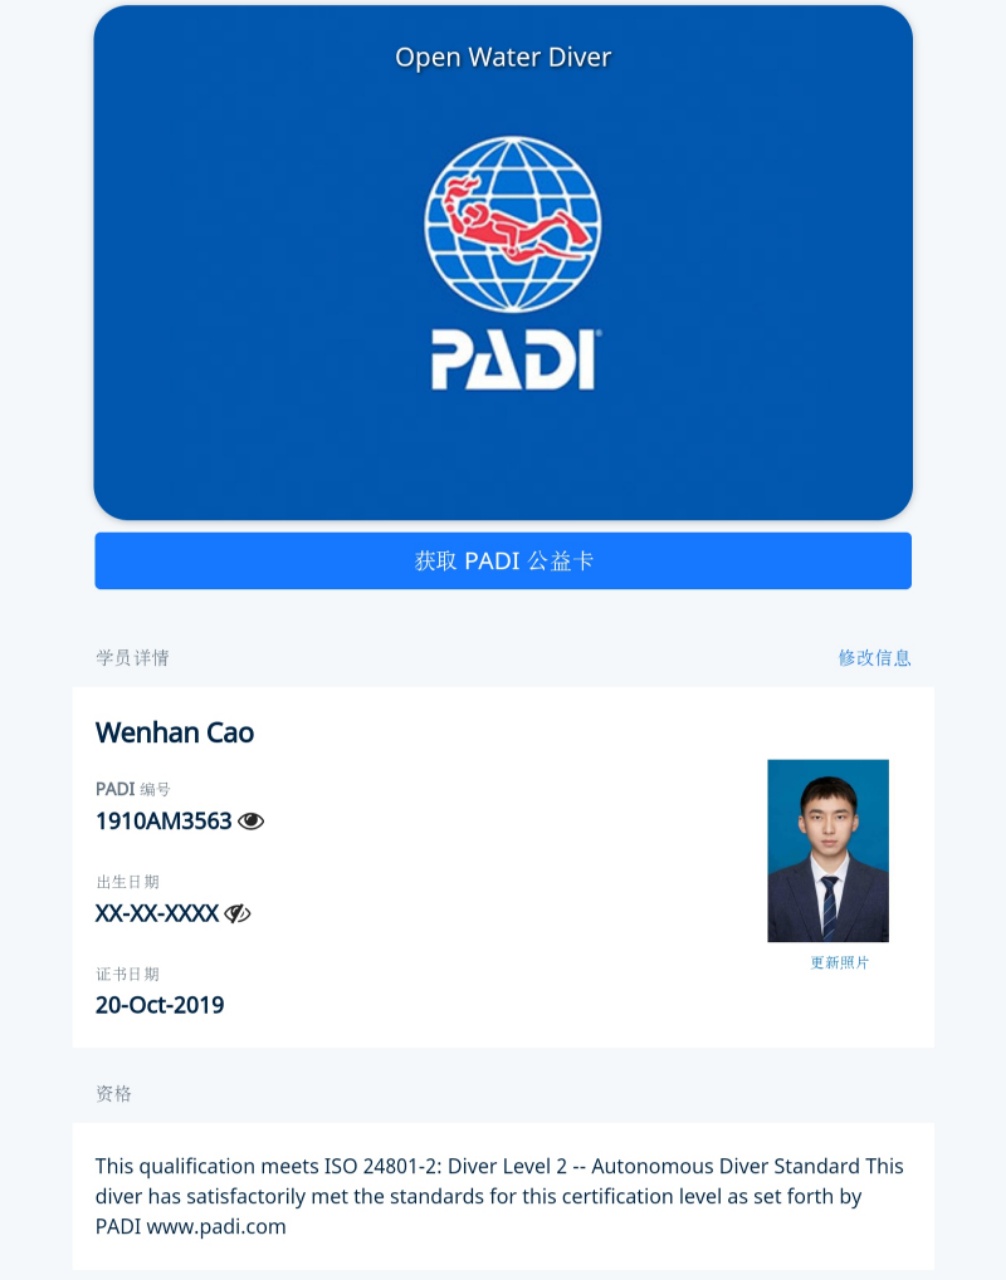 Open Water Diver
PADI®
获取 PADI 公益卡
学员详情
修改信息
Wenhan Cao
PADI 编号
1910AM3563
出生日期
XX-XX-XXXX
证书日期
20-Oct-2019
更新照片
资格
This qualification meets ISO 24801-2: Diver Level 2 -- Autonomous Diver Standard This
diver has satisfactorily met the standards for this certification level as set forth by
PADI www.padi.com